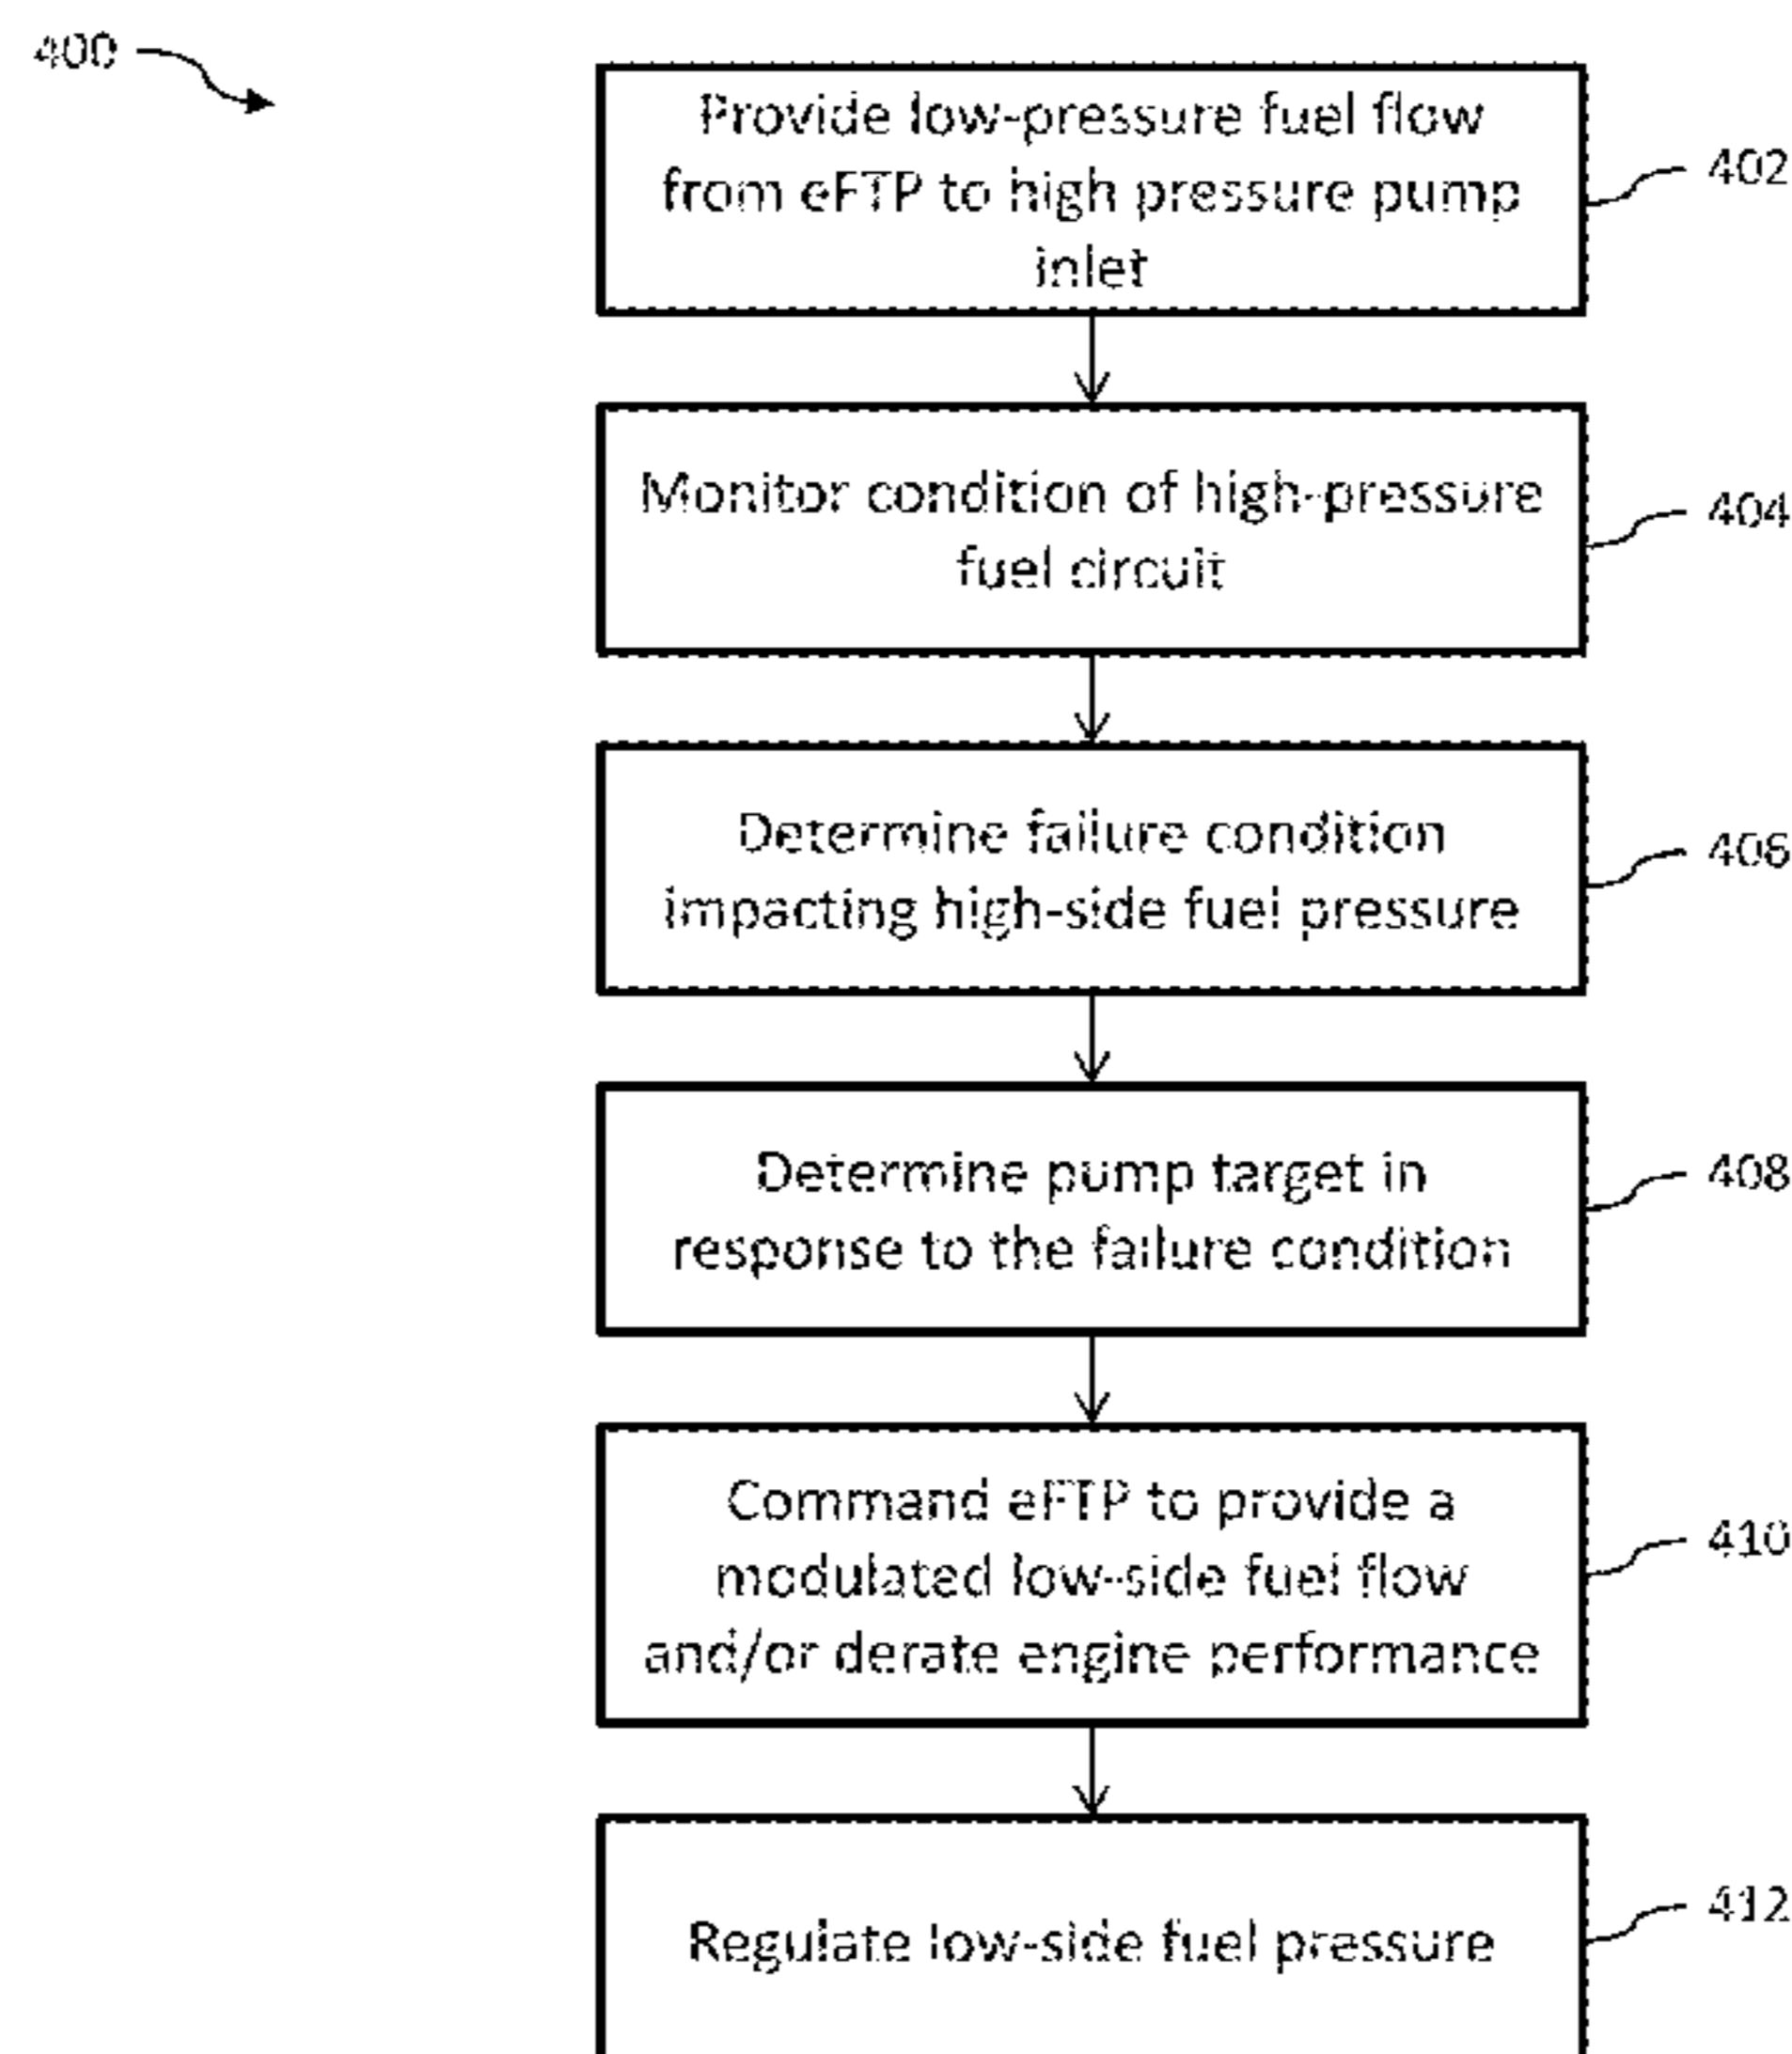 400
Provide low-pressure fuel flow
from eFTP to high pressure pump
inlet
402
Monitor condition of high-pressure
fuel circuit
404
Determine failure condition
impacting high-side fuel pressure
406
Determine pump target in
response to the failure condition
408
Command eFTP to provide a
modulated low-side fuel flow
and/or derate engine performance
410
Regulate low-side fuel pressure
412